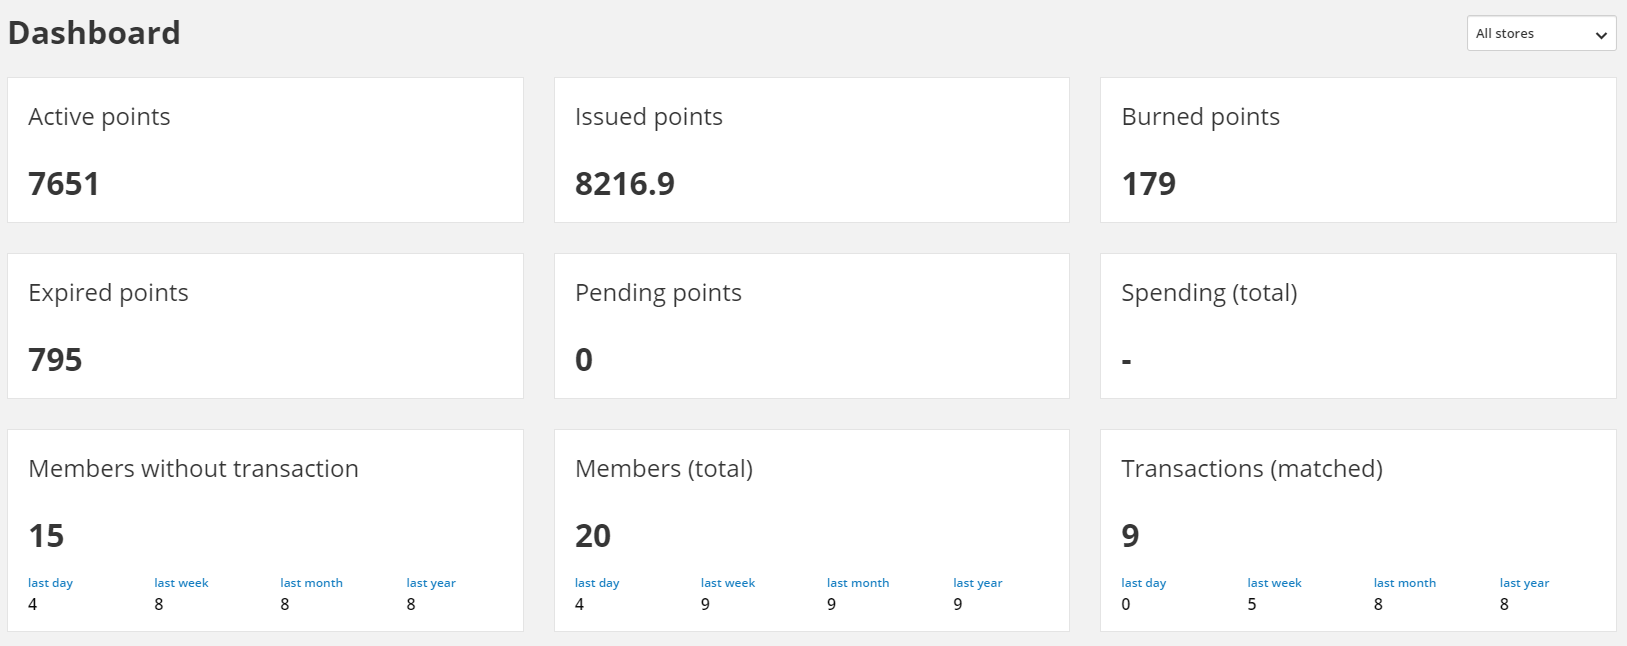 Dashboard
All stores
Active points
7651
Issued points
8216.9
Burned points
179
Expired points
795
Pending points
0
Spending (total)
-
Members without transaction
15
last day last week last month last year
4 8 8 8
Members (total)
20
last day last week last month last year
4 9 9 9
Transactions (matched)
9
last day last week last month last year
0 5 8 8